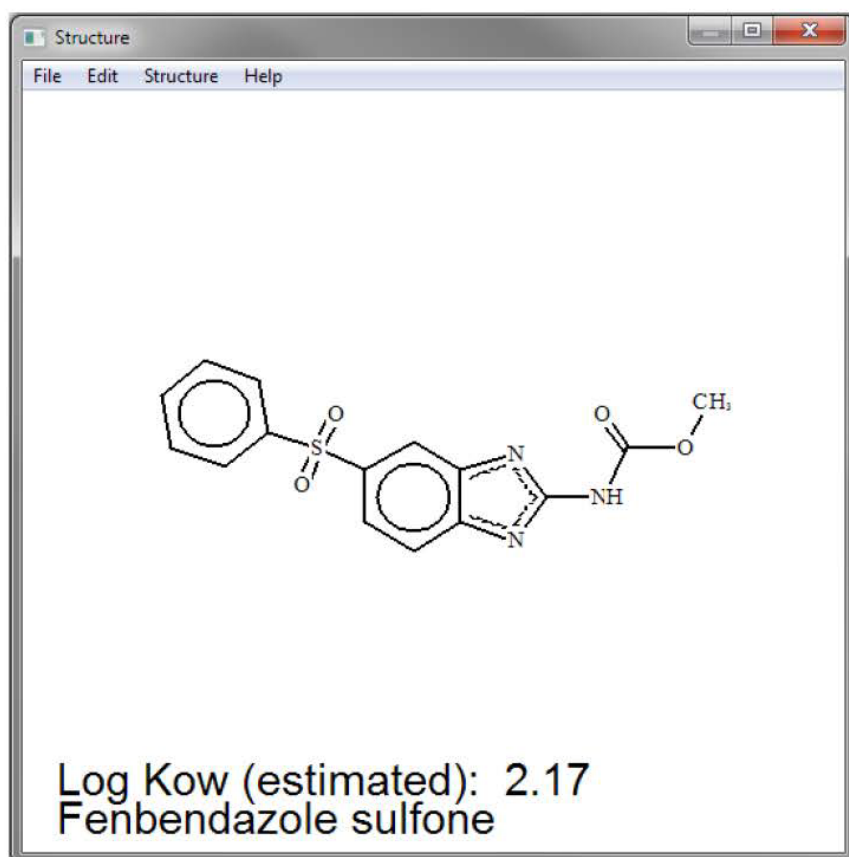 Structure
File Edit Structure Help
CH₃
O
O
O
S
N
O
NH
N
Log Kow (estimated): 2.17
Fenbendazole sulfone